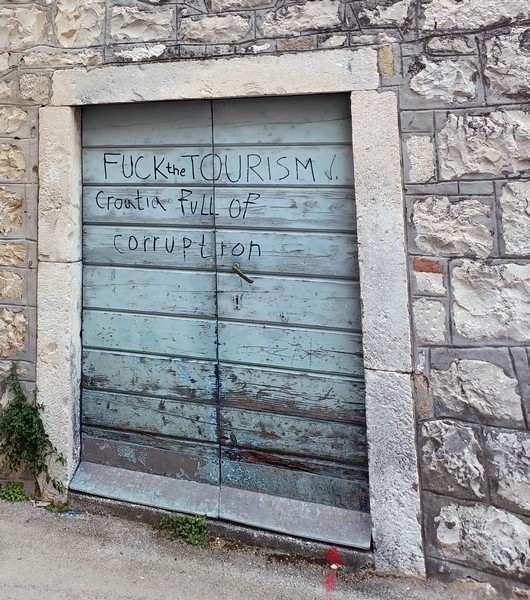 FUCK the TOURISM
Croatia FULL OF
corruption